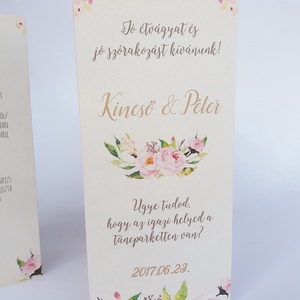 Jó étvágyat és
jó szórakozást kívánunk!
Kincső & Péter
Ugye tudod,
hogy az igazi helyed a
táncparketten van?
2017.06.23.